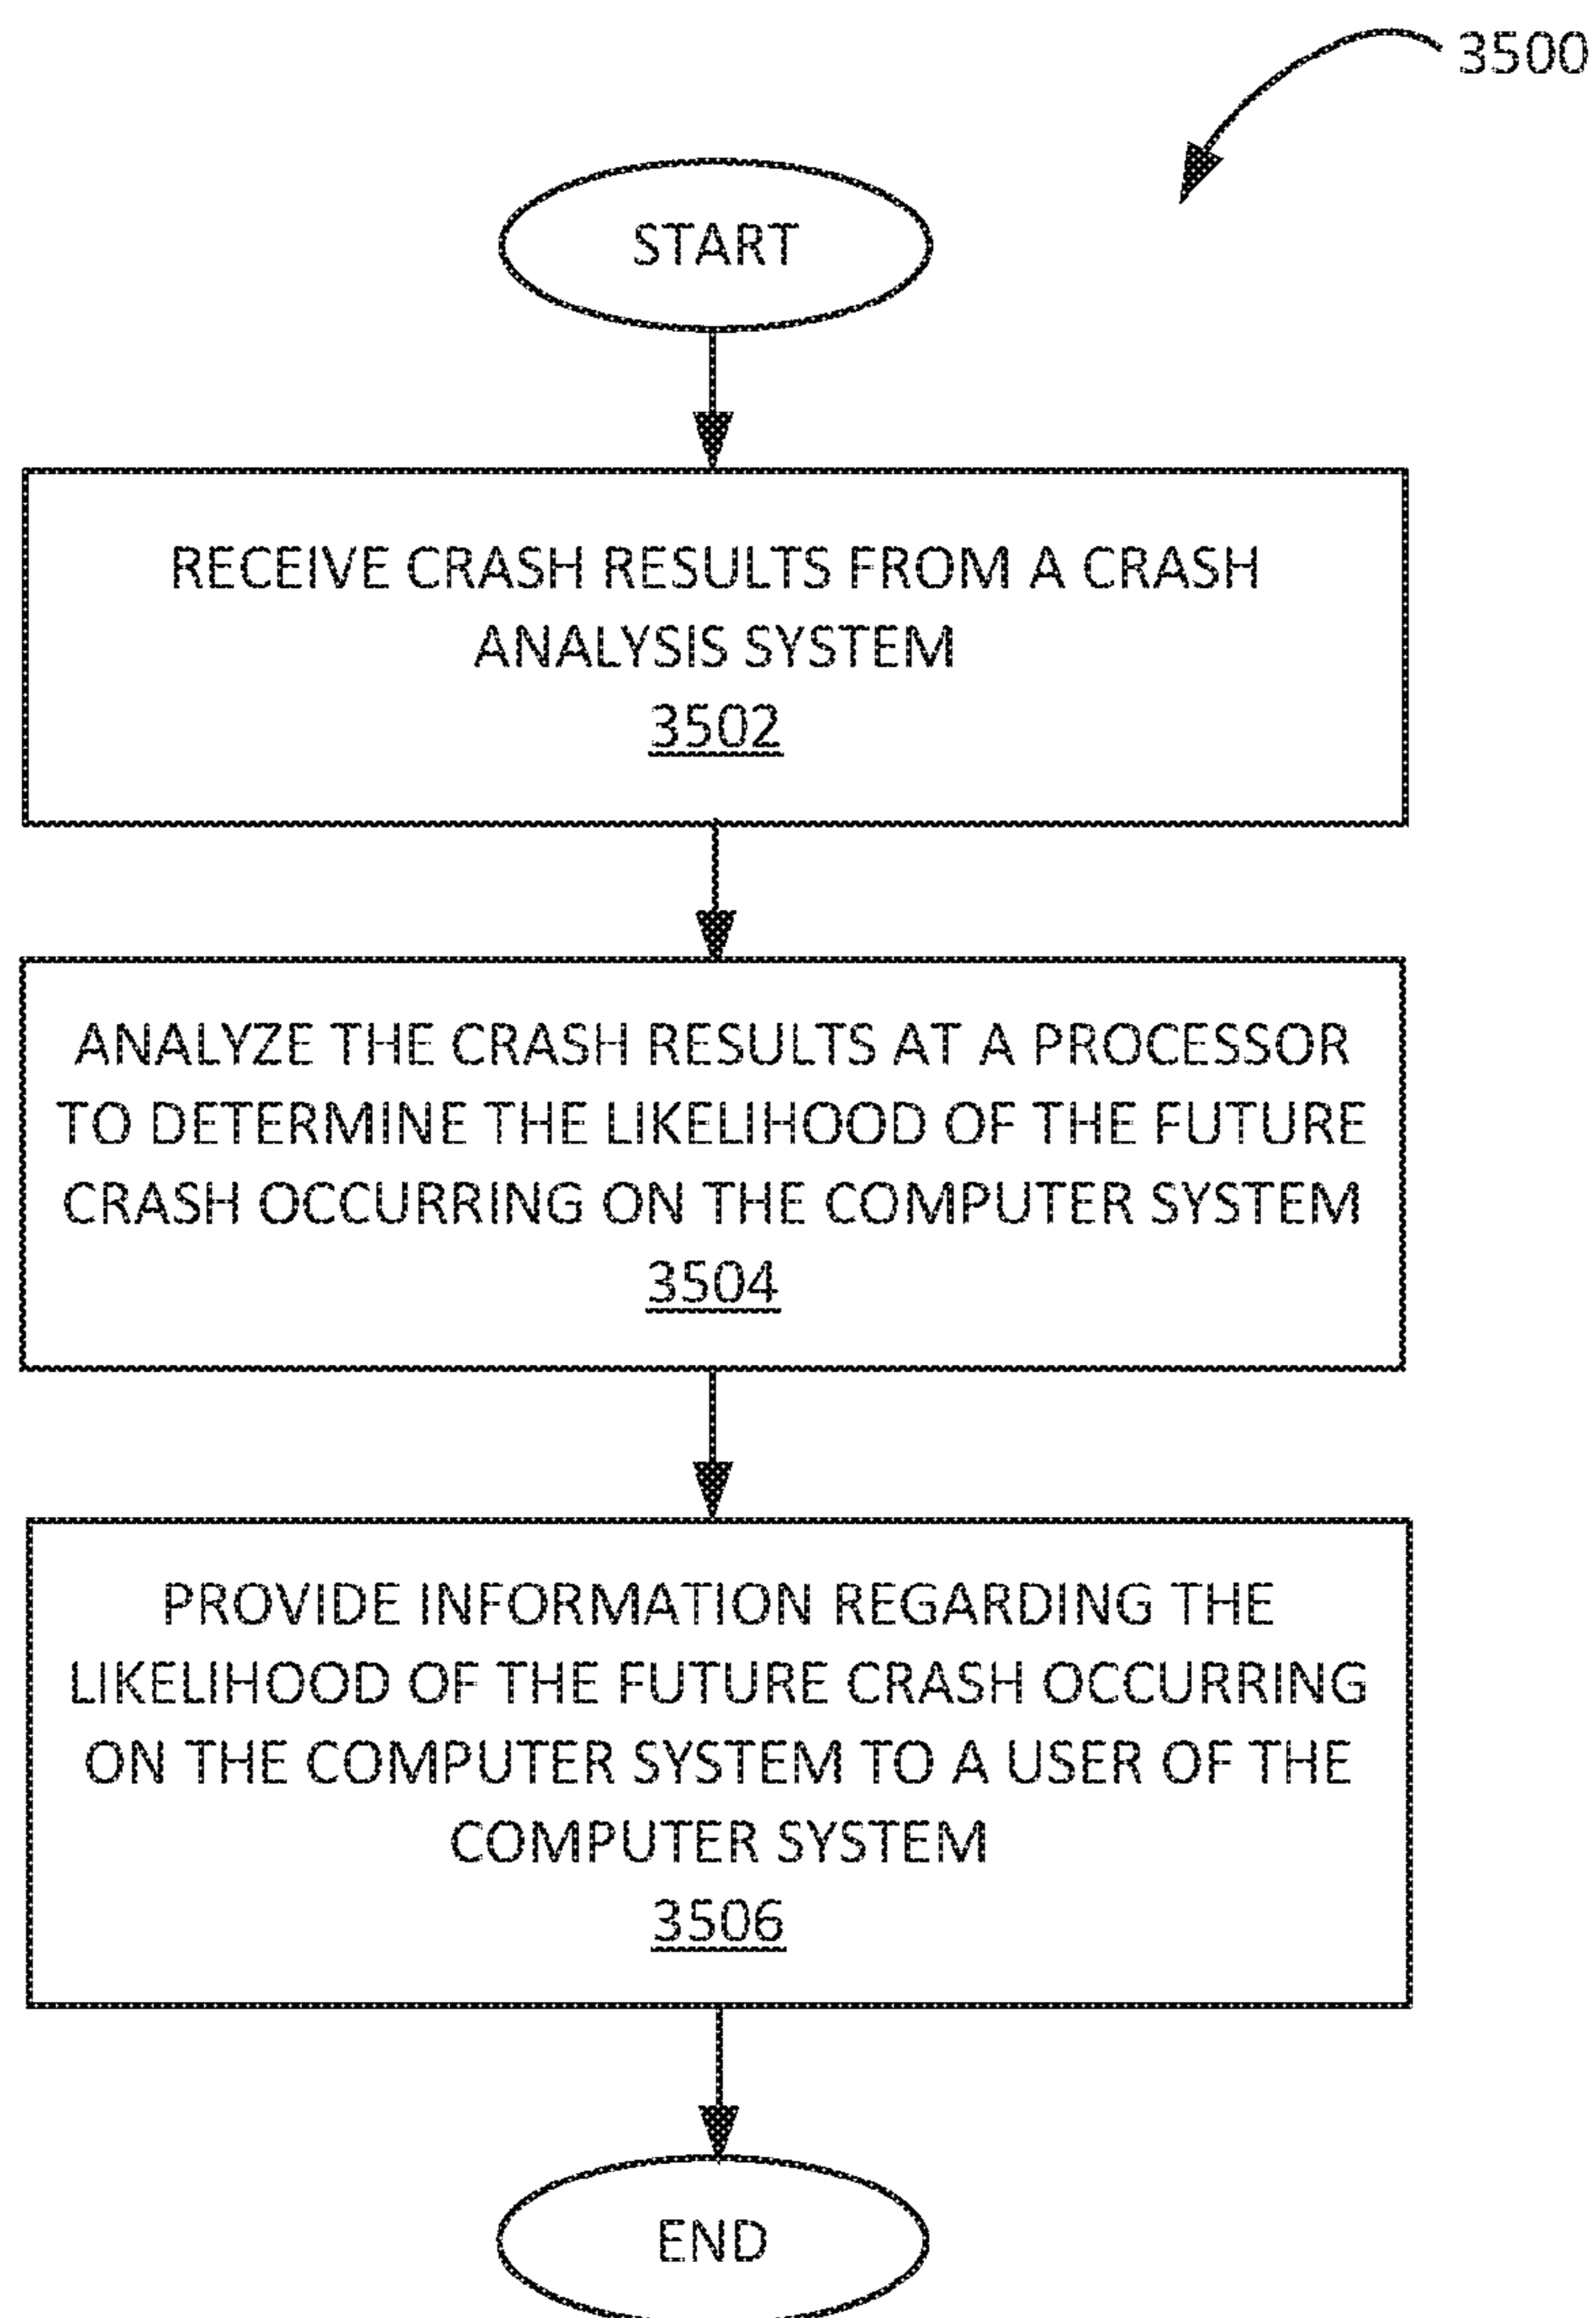 3500
START
RECEIVE CRASH RESULTS FROM A CRASH
ANALYSIS SYSTEM
3502
ANALYZE THE CRASH RESULTS AT A PROCESSOR
TO DETERMINE THE LIKELIHOOD OF THE FUTURE
CRASH OCCURRING ON THE COMPUTER SYSTEM
3504
PROVIDE INFORMATION REGARDING THE
LIKELIHOOD OF THE FUTURE CRASH OCCURRING
ON THE COMPUTER SYSTEM TO A USER OF THE
COMPUTER SYSTEM
3506
END